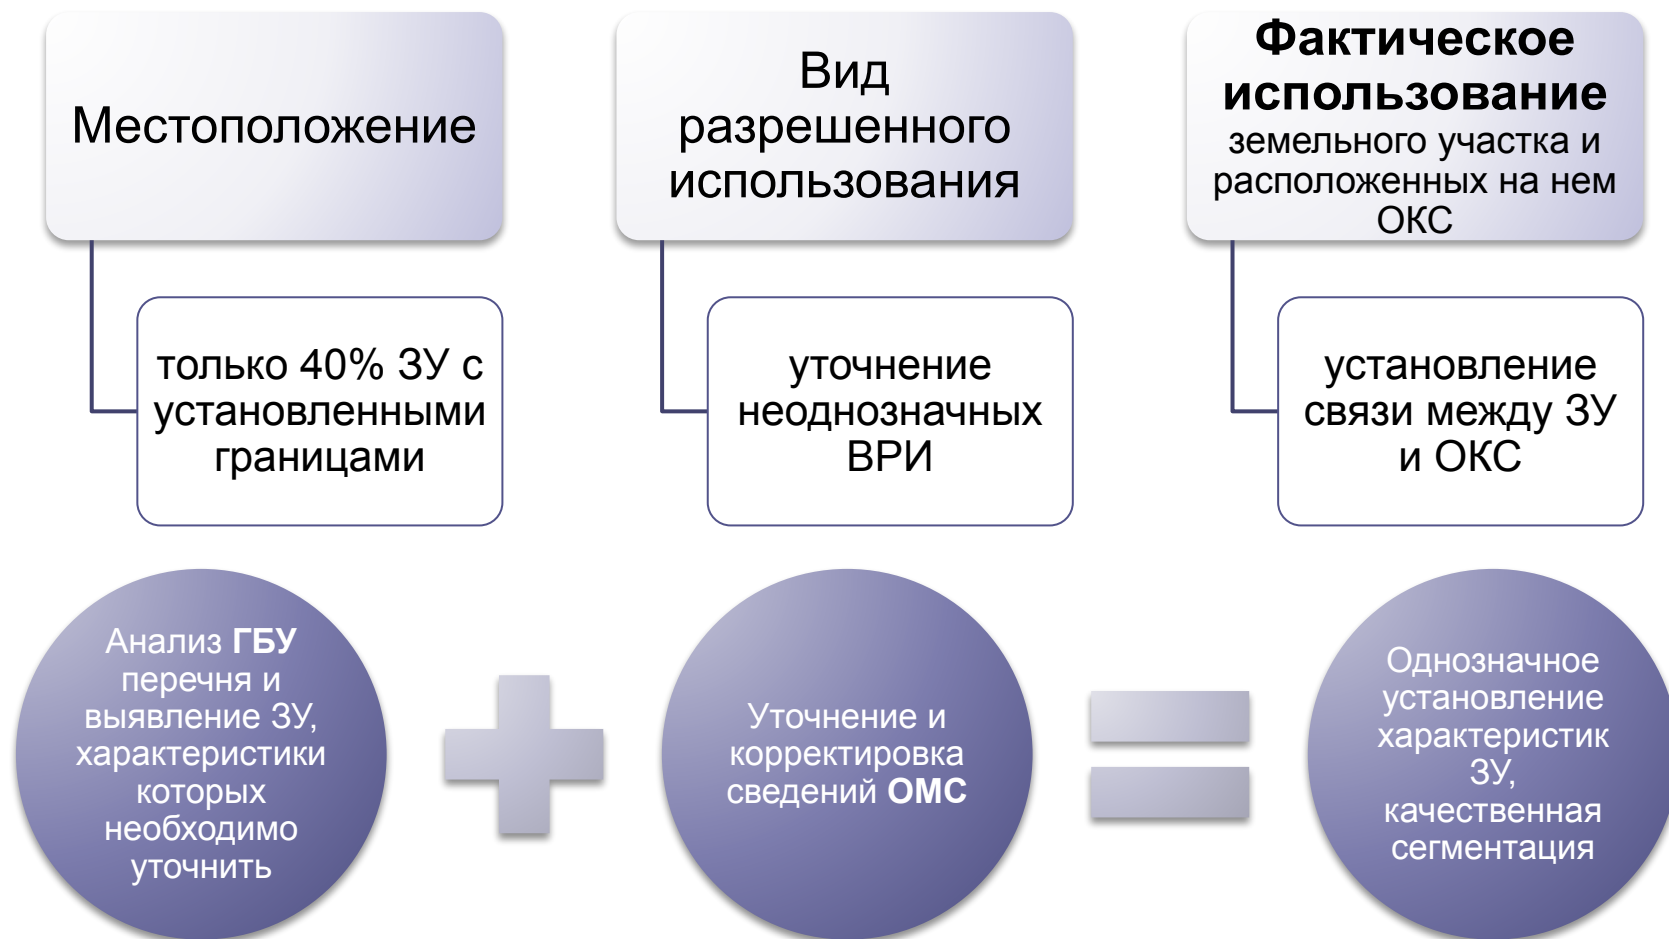 Местоположение
Вид
разрешенного
использования
Фактическое
использование
земельного участка и
расположенных на нем
ОКС
только 40% ЗУ с
установленными
границами
уточнение
неоднозначных
ВРИ
установление
связи между ЗУ
и ОКС
Анализ ГБУ
перечня и
выявление ЗУ,
характеристики
которых
необходимо
уточнить
Уточнение и
корректировка
сведений ОМС
Однозначное
установление
характеристик
ЗУ,
качественная
сегментация